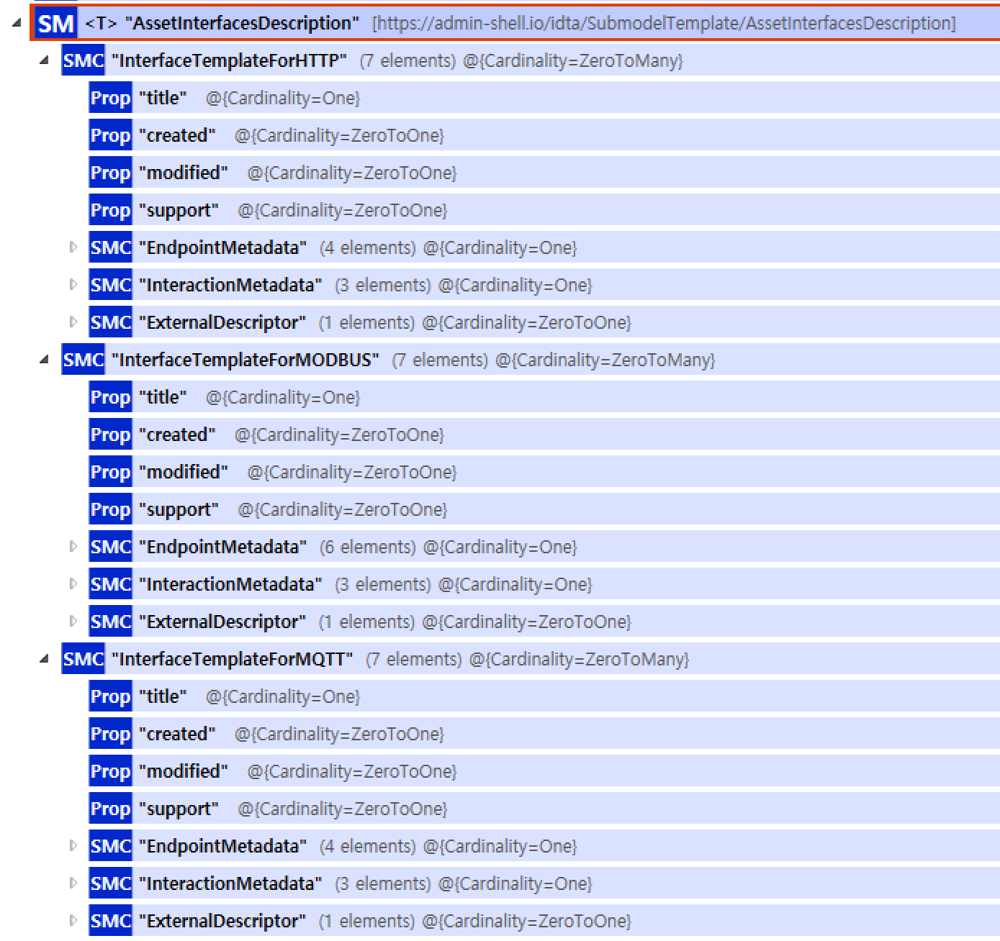 SM <T> "AssetInterfacesDescription" [https://admin-shell.io/idta/SubmodelTemplate/AssetInterfacesDescription]
SMC "InterfaceTemplateForHTTP" (7 elements) @{Cardinality=ZeroToMany}
Prop "title" @{Cardinality=One}
Prop "created" @{Cardinality=ZeroToOne}
Prop "modified" @{Cardinality=ZeroToOne}
Prop "support" @{Cardinality=ZeroToOne}
SMC "EndpointMetadata" (4 elements) @{Cardinality=One}
SMC "InteractionMetadata" (3 elements) @{Cardinality=One}
SMC "ExternalDescriptor" (1 elements) @{Cardinality=ZeroToOne}
SMC "InterfaceTemplateForMODBUS" (7 elements) @{Cardinality=ZeroToMany}
Prop "title" @{Cardinality=One}
Prop "created" @{Cardinality=ZeroToOne}
Prop "modified" @{Cardinality=ZeroToOne}
Prop "support" @{Cardinality=ZeroToOne}
SMC "EndpointMetadata" (6 elements) @{Cardinality=One}
SMC "InteractionMetadata" (3 elements) @{Cardinality=One}
SMC "ExternalDescriptor" (1 elements) @{Cardinality=ZeroToOne}
SMC "InterfaceTemplateForMQTT" (7 elements) @{Cardinality=ZeroToMany}
Prop "title" @{Cardinality=One}
Prop "created" @{Cardinality=ZeroToOne}
Prop "modified" @{Cardinality=ZeroToOne}
Prop "support" @{Cardinality=ZeroToOne}
SMC "EndpointMetadata" (4 elements) @{Cardinality=One}
SMC "InteractionMetadata" (3 elements) @{Cardinality=One}
SMC "ExternalDescriptor" (1 elements) @{Cardinality=ZeroToOne}